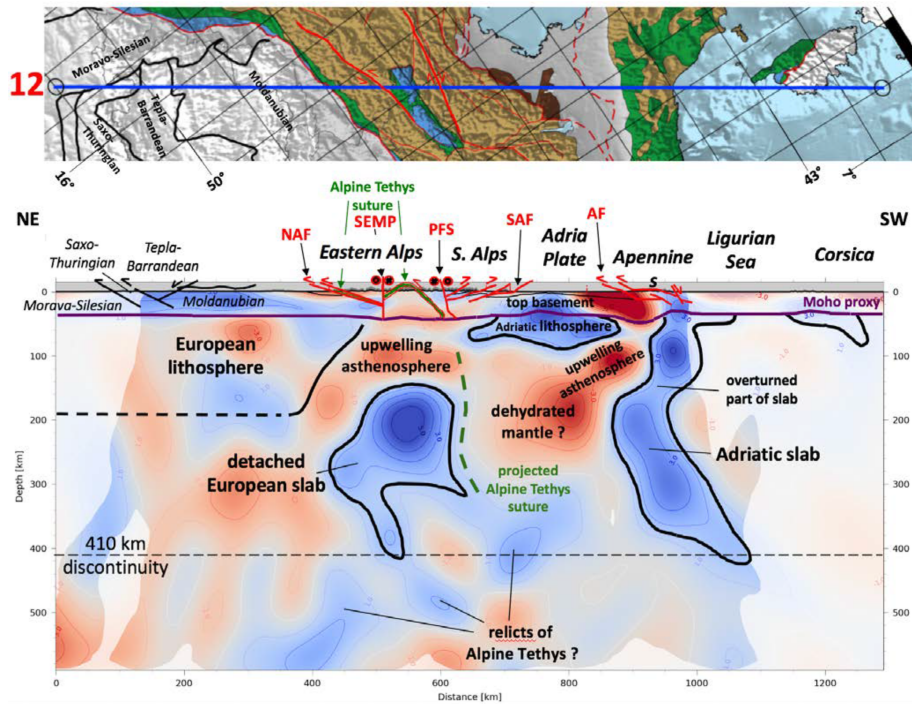 12
Moravo-Silesian
Saxo-
Thuringian
Tepla-
Barrandean
Moldanubian
16°
50°
43°
7°
NE
SW
Alpine Tethys
suture
SEMP
NAF
Eastern Alps
PFS
S. Alps
SAF
Adria
Plate
AF
Apennine
s
Ligurian
Sea
Corsica
Saxo-
Thuringian
Tepla-
Barrandean
Morava-Silesian
Moldanubian
top basement
Moho proxy
Adriatic lithosphere
European
lithosphere
upwelling
asthenosphere
upwelling
asthenosphere
overturned
part of slab
dehydrated
mantle ?
Adriatic slab
detached
European slab
projected
Alpine Tethys
suture
410 km
discontinuity
relicts of
Alpine Tethys ?
Depth [km]
0
100
200
300
400
500
0
100
200
300
400
500
0
200
400
600
800
1000
1200
Distance [km]